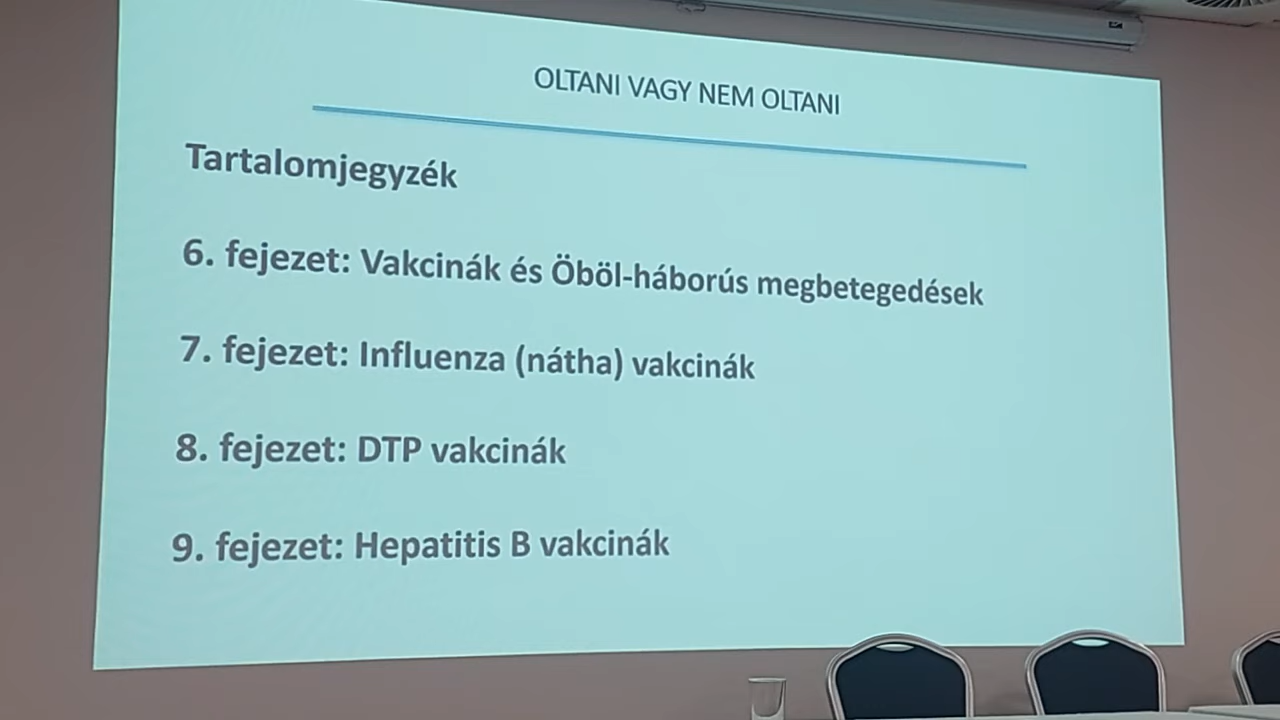 OLTANI VAGY NEM OLTANI
Tartalomjegyzék
6. fejezet: Vakcinák és Öböl-háborús megbetegedések
7. fejezet: Influenza (nátha) vakcinák
8. fejezet: DTP vakcinák
9. fejezet: Hepatitis B vakcinák